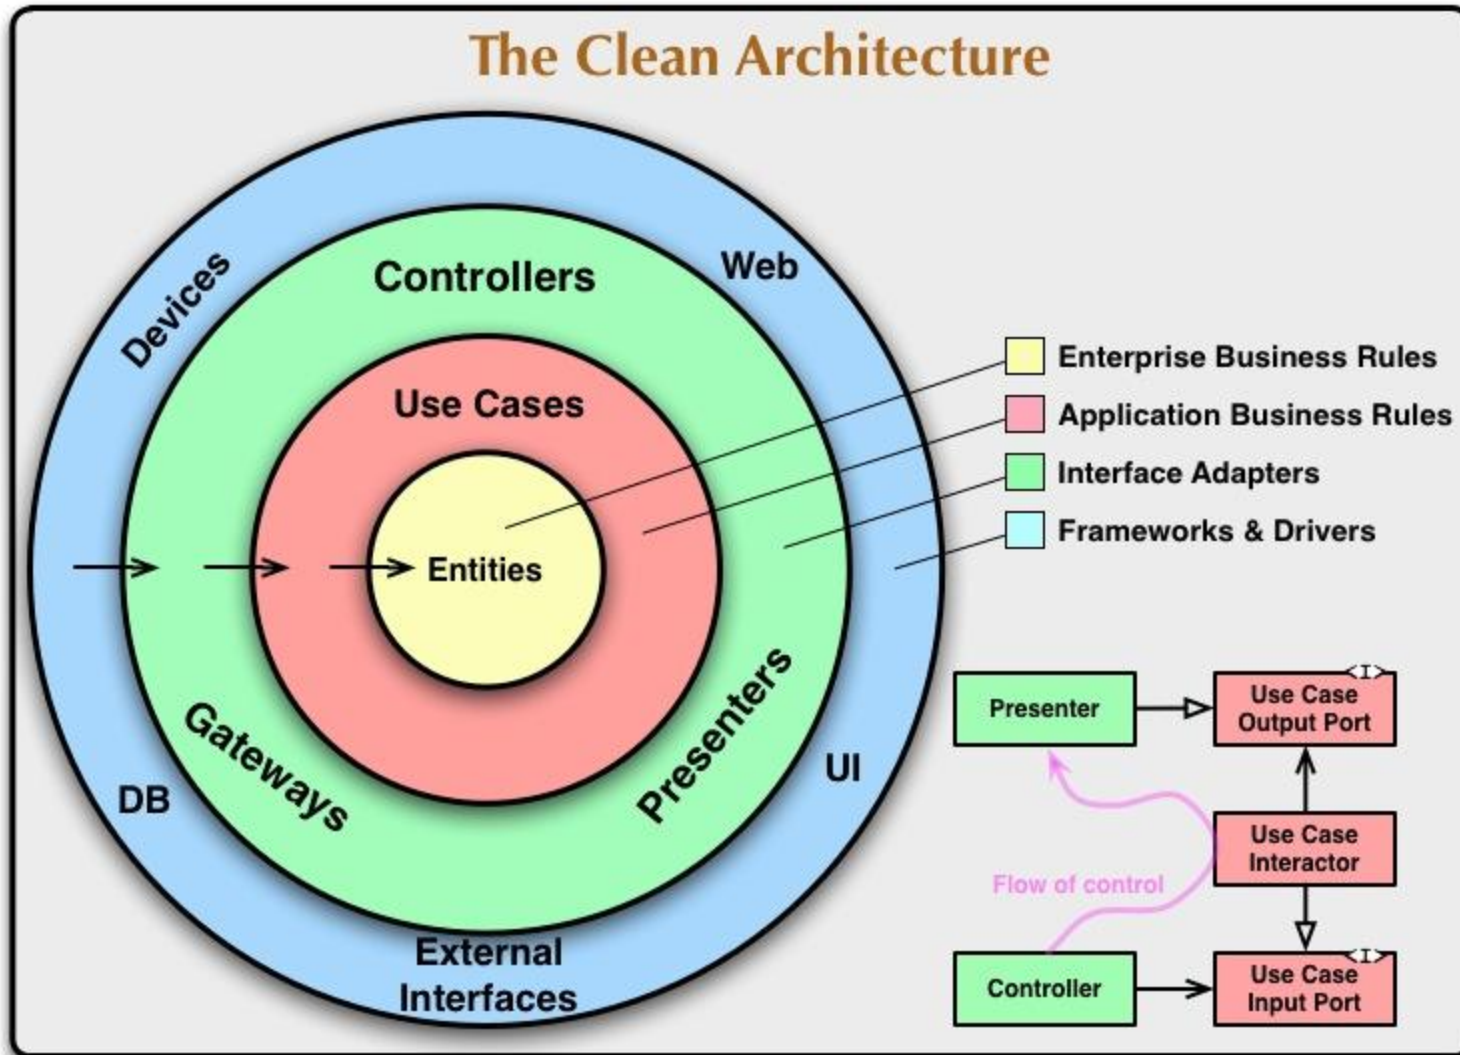 The Clean Architecture
Devices
Controllers
Web
Use Cases
Entities
Gateways
Presenters
DB
UI
External
Interfaces
Enterprise Business Rules
Application Business Rules
Interface Adapters
Frameworks & Drivers
Presenter
<I>
Use Case
Output Port
Use Case
Interactor
Flow of control
Controller
<I>
Use Case
Input Port